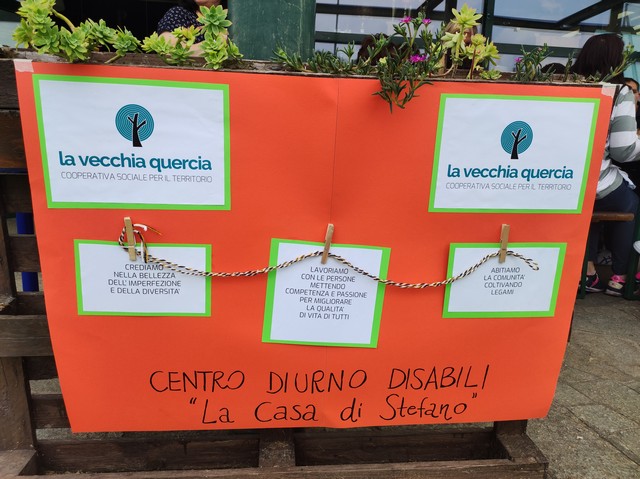 la vecchia quercia
COOPERATIVA SOCIALE PER IL TERRITORIO
la vecchia quercia
COOPERATIVA SOCIALE PER IL TERRITORIO
CREDIAMO
NELLA BELLEZZA
DELL'IMPERFEZIONE
E DELLA DIVERSITA'
LAVORIAMO
CON LE PERSONE
METTENDO
COMPETENZA E PASSIONE
PER MIGLIORARE
LA QUALITA'
DI VITA DI TUTTI
ABITIAMO
LA COMUNITA'
COLTIVANDO
LEGAMI
CENTRO DIURNO DISABILI
"La Casa di Stefano"